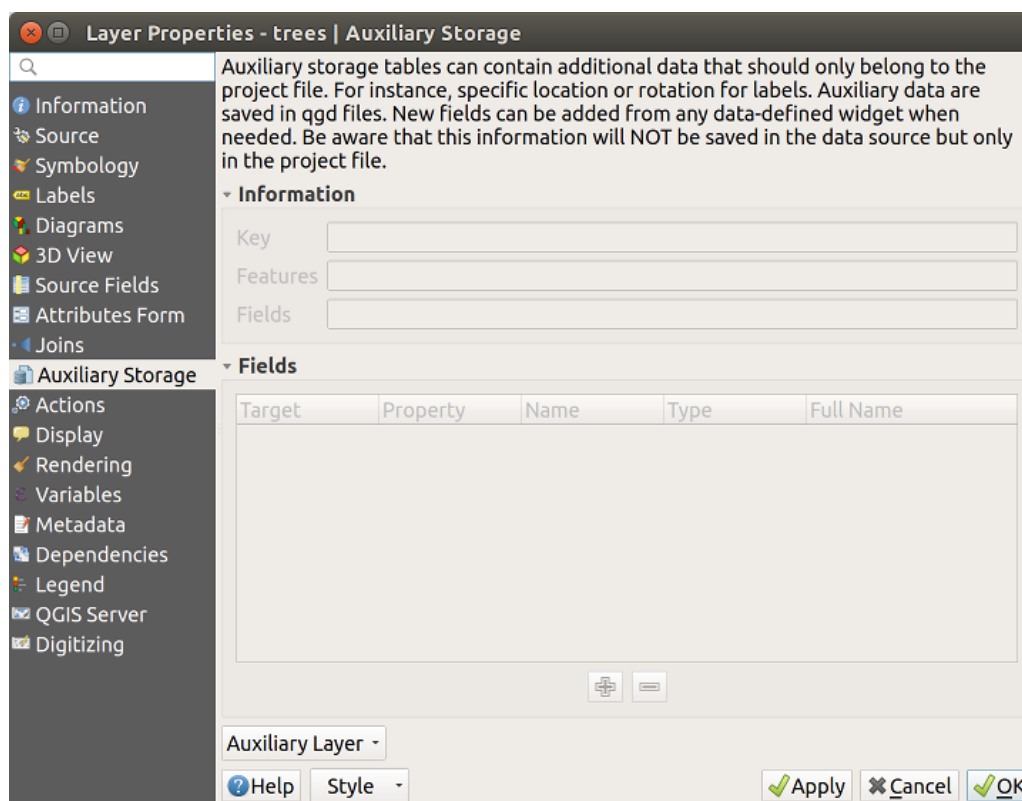 Layer Properties - trees | Auxiliary Storage
Information
Source
Symbology
Labels
Diagrams
3D View
Source Fields
Attributes Form
Joins
Auxiliary Storage
Actions
Display
Rendering
Variables
Metadata
Dependencies
Legend
QGIS Server
Digitizing
Auxiliary storage tables can contain additional data that should only belong to the
project file. For instance, specific location or rotation for labels. Auxiliary data are
saved in qgd files. New fields can be added from any data-defined widget when
needed. Be aware that this information will NOT be saved in the data source but only
in the project file.
Information
Key
Features
Fields
Fields
Target Property Name Type Full Name
Auxiliary Layer
Help Style Apply Cancel OK